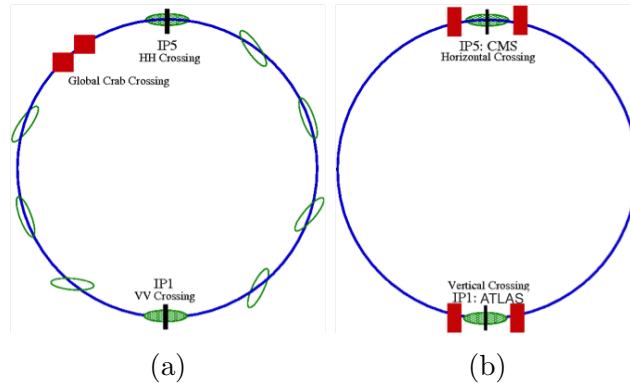 IP5
HH Crossing
Global Crab Crossing
IP1
VV Crossing
IP5: CMS
Horizontal Crossing
Vertical Crossing
IP1: ATLAS
(a)
(b)